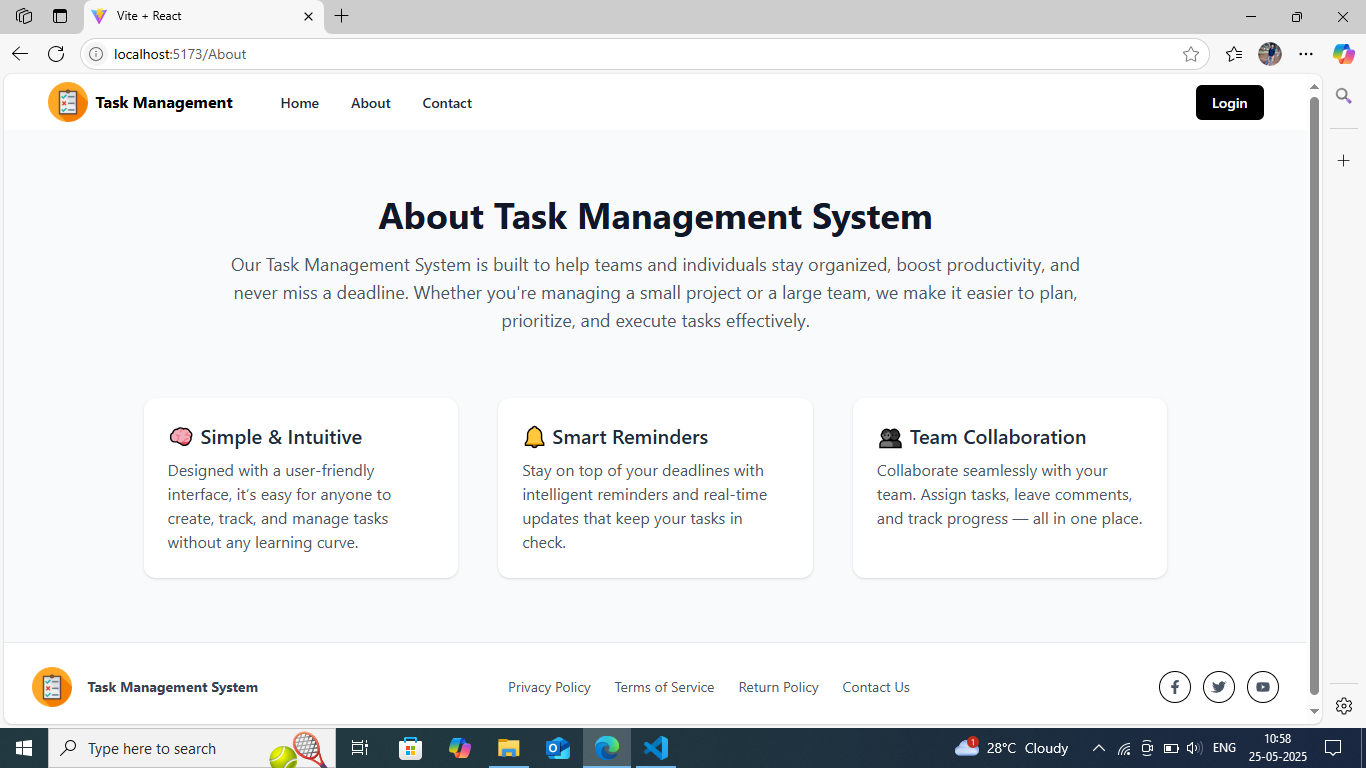 Vite + React
localhost:5173/About
Task Management
Home
About
Contact
Login
About Task Management System
Our Task Management System is built to help teams and individuals stay organized, boost productivity, and
never miss a deadline. Whether you're managing a small project or a large team, we make it easier to plan,
prioritize, and execute tasks effectively.
🧠 Simple & Intuitive
Designed with a user-friendly
interface, it’s easy for anyone to
create, track, and manage tasks
without any learning curve.
🔔 Smart Reminders
Stay on top of your deadlines with
intelligent reminders and real-time
updates that keep your tasks in
check.
👥 Team Collaboration
Collaborate seamlessly with your
team. Assign tasks, leave comments,
and track progress — all in one place.
Task Management System
Privacy Policy
Terms of Service
Return Policy
Contact Us
Type here to search
1
28°C Cloudy
ENG
10:58
25-05-2025